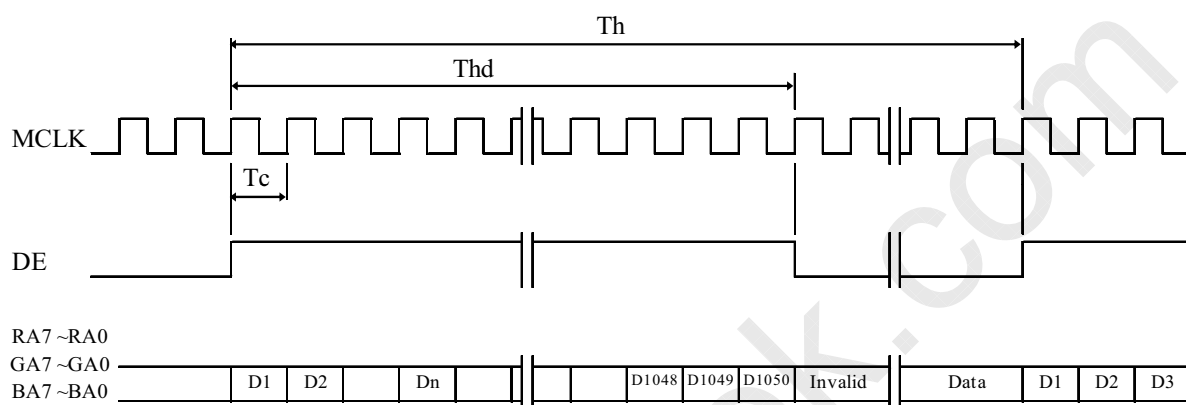 Th
Thd
MCLK
Tc
DE
RA7 ~RA0
GA7 ~GA0
BA7 ~BA0
D1 D2 Dn D1048 D1049 D1050 Invalid Data D1 D2 D3
k.com